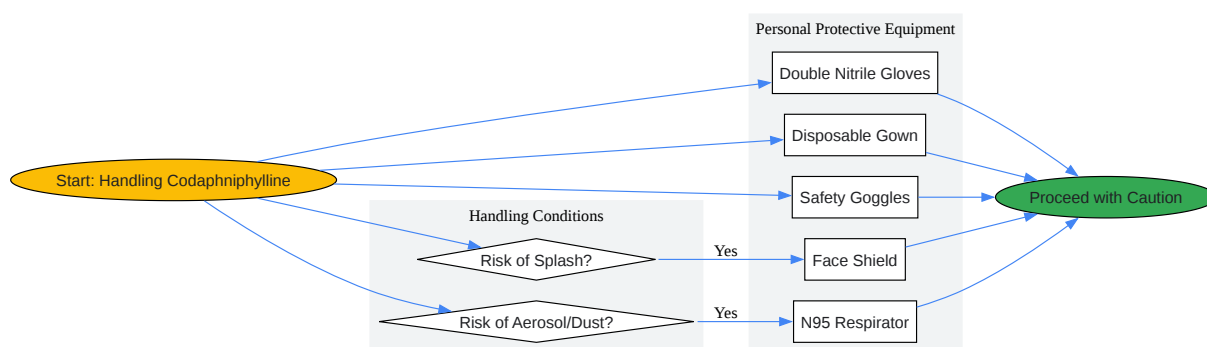 Personal Protective Equipment
Double Nitrile Gloves
Disposable Gown
Start: Handling Codaphniphylline
Safety Goggles
Proceed with Caution
Handling Conditions
Risk of Splash?
Yes
Face Shield
Risk of Aerosol/Dust?
Yes
N95 Respirator